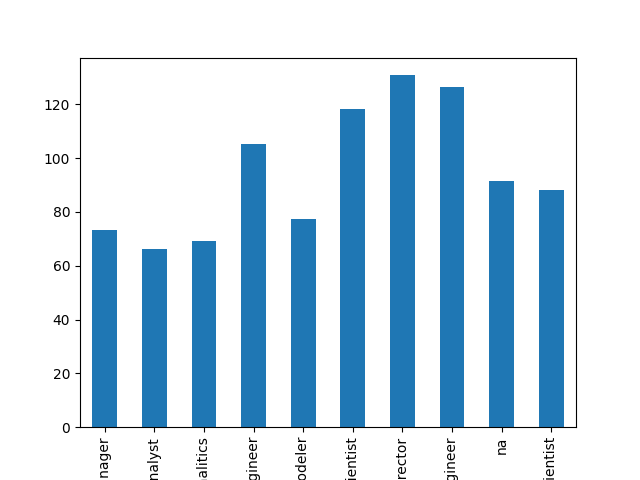 120
100
80
60
40
20
0
nager
nalyst
alitics
gineer
odeler
ientist
rector
gineer
na
ientist